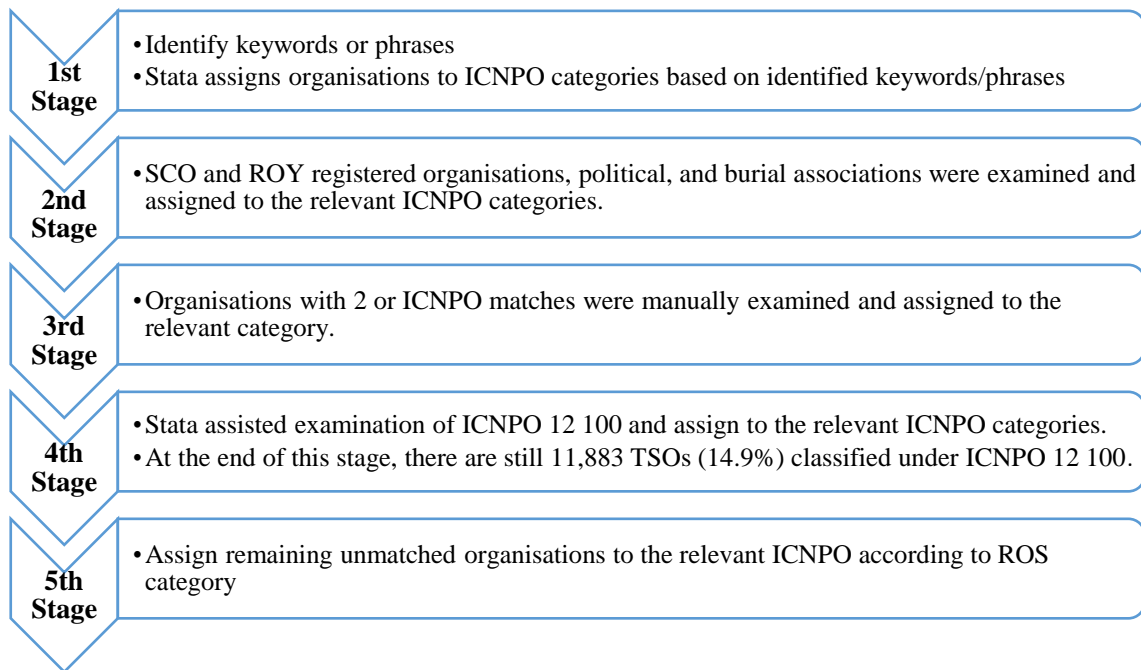 1st
Stage
•Identify keywords or phrases
•Stata assigns organisations to ICNPO categories based on identified keywords/phrases
2nd
Stage
•SCO and ROY registered organisations, political, and burial associations were examined and
assigned to the relevant ICNPO categories.
3rd
Stage
•Organisations with 2 or ICNPO matches were manually examined and assigned to the
relevant category.
4th
Stage
•Stata assisted examination of ICNPO 12 100 and assign to the relevant ICNPO categories.
•At the end of this stage, there are still 11,883 TSOs (14.9%) classified under ICNPO 12 100.
5th
Stage
•Assign remaining unmatched organisations to the relevant ICNPO according to ROS
category